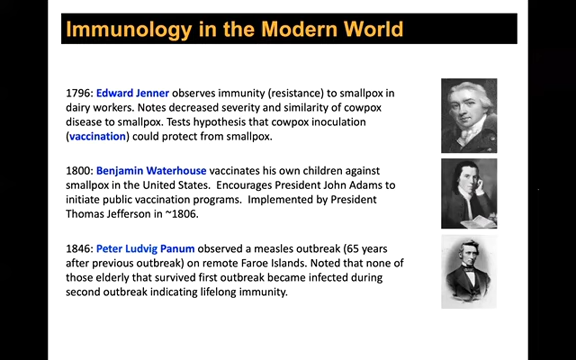 Immunology in the Modern World
1796: Edward Jenner observes immunity (resistance) to smallpox in
dairy workers. Notes decreased severity and similarity of cowpox
disease to smallpox. Tests hypothesis that cowpox inoculation
(vaccination) could protect from smallpox.
1800: Benjamin Waterhouse vaccinates his own children against
smallpox in the United States. Encourages President John Adams to
initiate public vaccination programs. Implemented by President
Thomas Jefferson in ~1806.
1846: Peter Ludvig Panum observed a measles outbreak (65 years
after previous outbreak) on remote Faroe Islands. Noted that none of
those elderly that survived first outbreak became infected during
second outbreak indicating lifelong immunity.